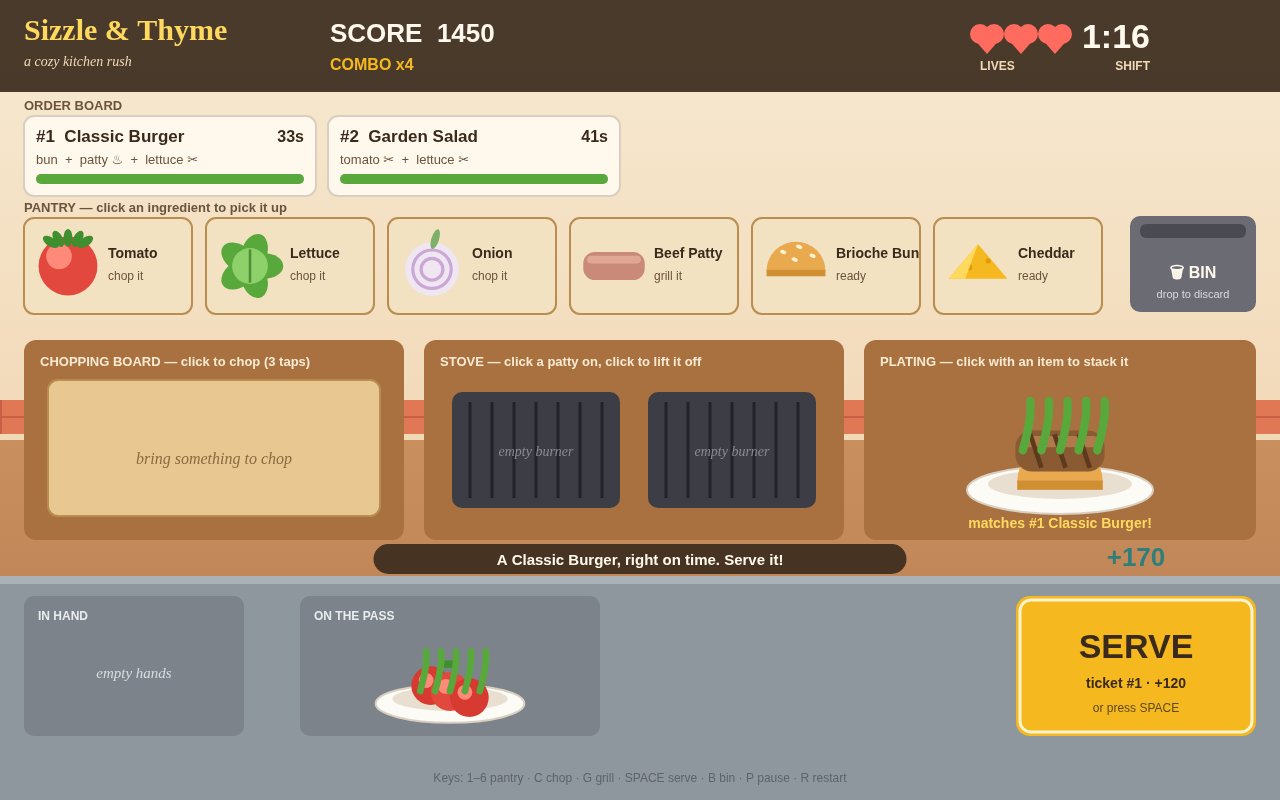 Sizzle & Thyme
a cozy kitchen rush
SCORE 1450
COMBO x4
1:16
LIVES
SHIFT
ORDER BOARD
#1 Classic Burger 33s
bun + patty ♨ + lettuce ✂
#2 Garden Salad 41s
tomato ✂ + lettuce ✂
PANTRY — click an ingredient to pick it up
Tomato
chop it
Lettuce
chop it
Onion
chop it
Beef Patty
grill it
Brioche Bun
ready
Cheddar
ready
BIN
drop to discard
CHOPPING BOARD — click to chop (3 taps)
bring something to chop
STOVE — click a patty on, click to lift it off
empty burner
empty burner
PLATING — click with an item to stack it
matches #1 Classic Burger!
A Classic Burger, right on time. Serve it!
+170
IN HAND
empty hands
ON THE PASS
SERVE
ticket #1 · +120
or press SPACE
Keys: 1–6 pantry · C chop · G grill · SPACE serve · B bin · P pause · R restart